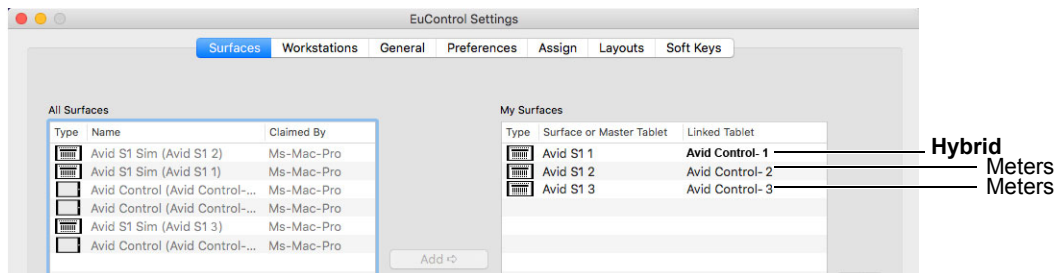 EuControl Settings
Surfaces Workstations General Preferences Assign Layouts Soft Keys
All Surfaces
Type Name Claimed By
Avid S1 Sim (Avid S1 2) Ms-Mac-Pro
Avid S1 Sim (Avid S1 1) Ms-Mac-Pro
Avid Control (Avid Control-... Ms-Mac-Pro
Avid Control (Avid Control-... Ms-Mac-Pro
Avid S1 Sim (Avid S1 3) Ms-Mac-Pro
Avid Control (Avid Control-... Ms-Mac-Pro
Add ⇨
My Surfaces
Type Surface or Master Tablet Linked Tablet
Avid S1 1 Avid Control- 1
Avid S1 2 Avid Control- 2
Avid S1 3 Avid Control- 3
Hybrid
Meters
Meters